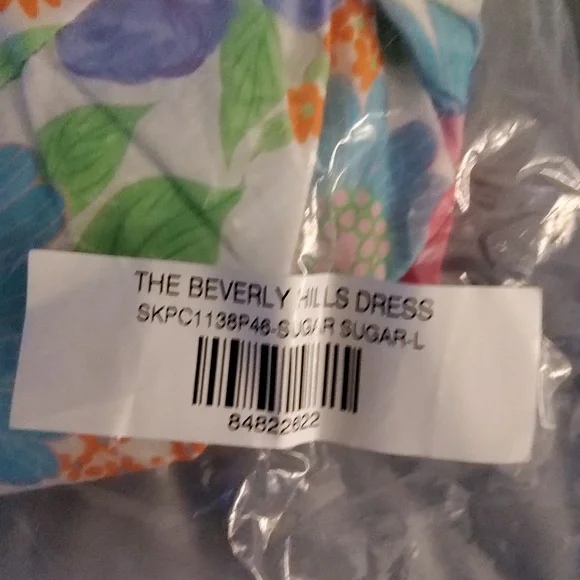 THE BEVERLY HILLS DRESS
SKPC1138P46-SUGAR SUGAR-L
84822622